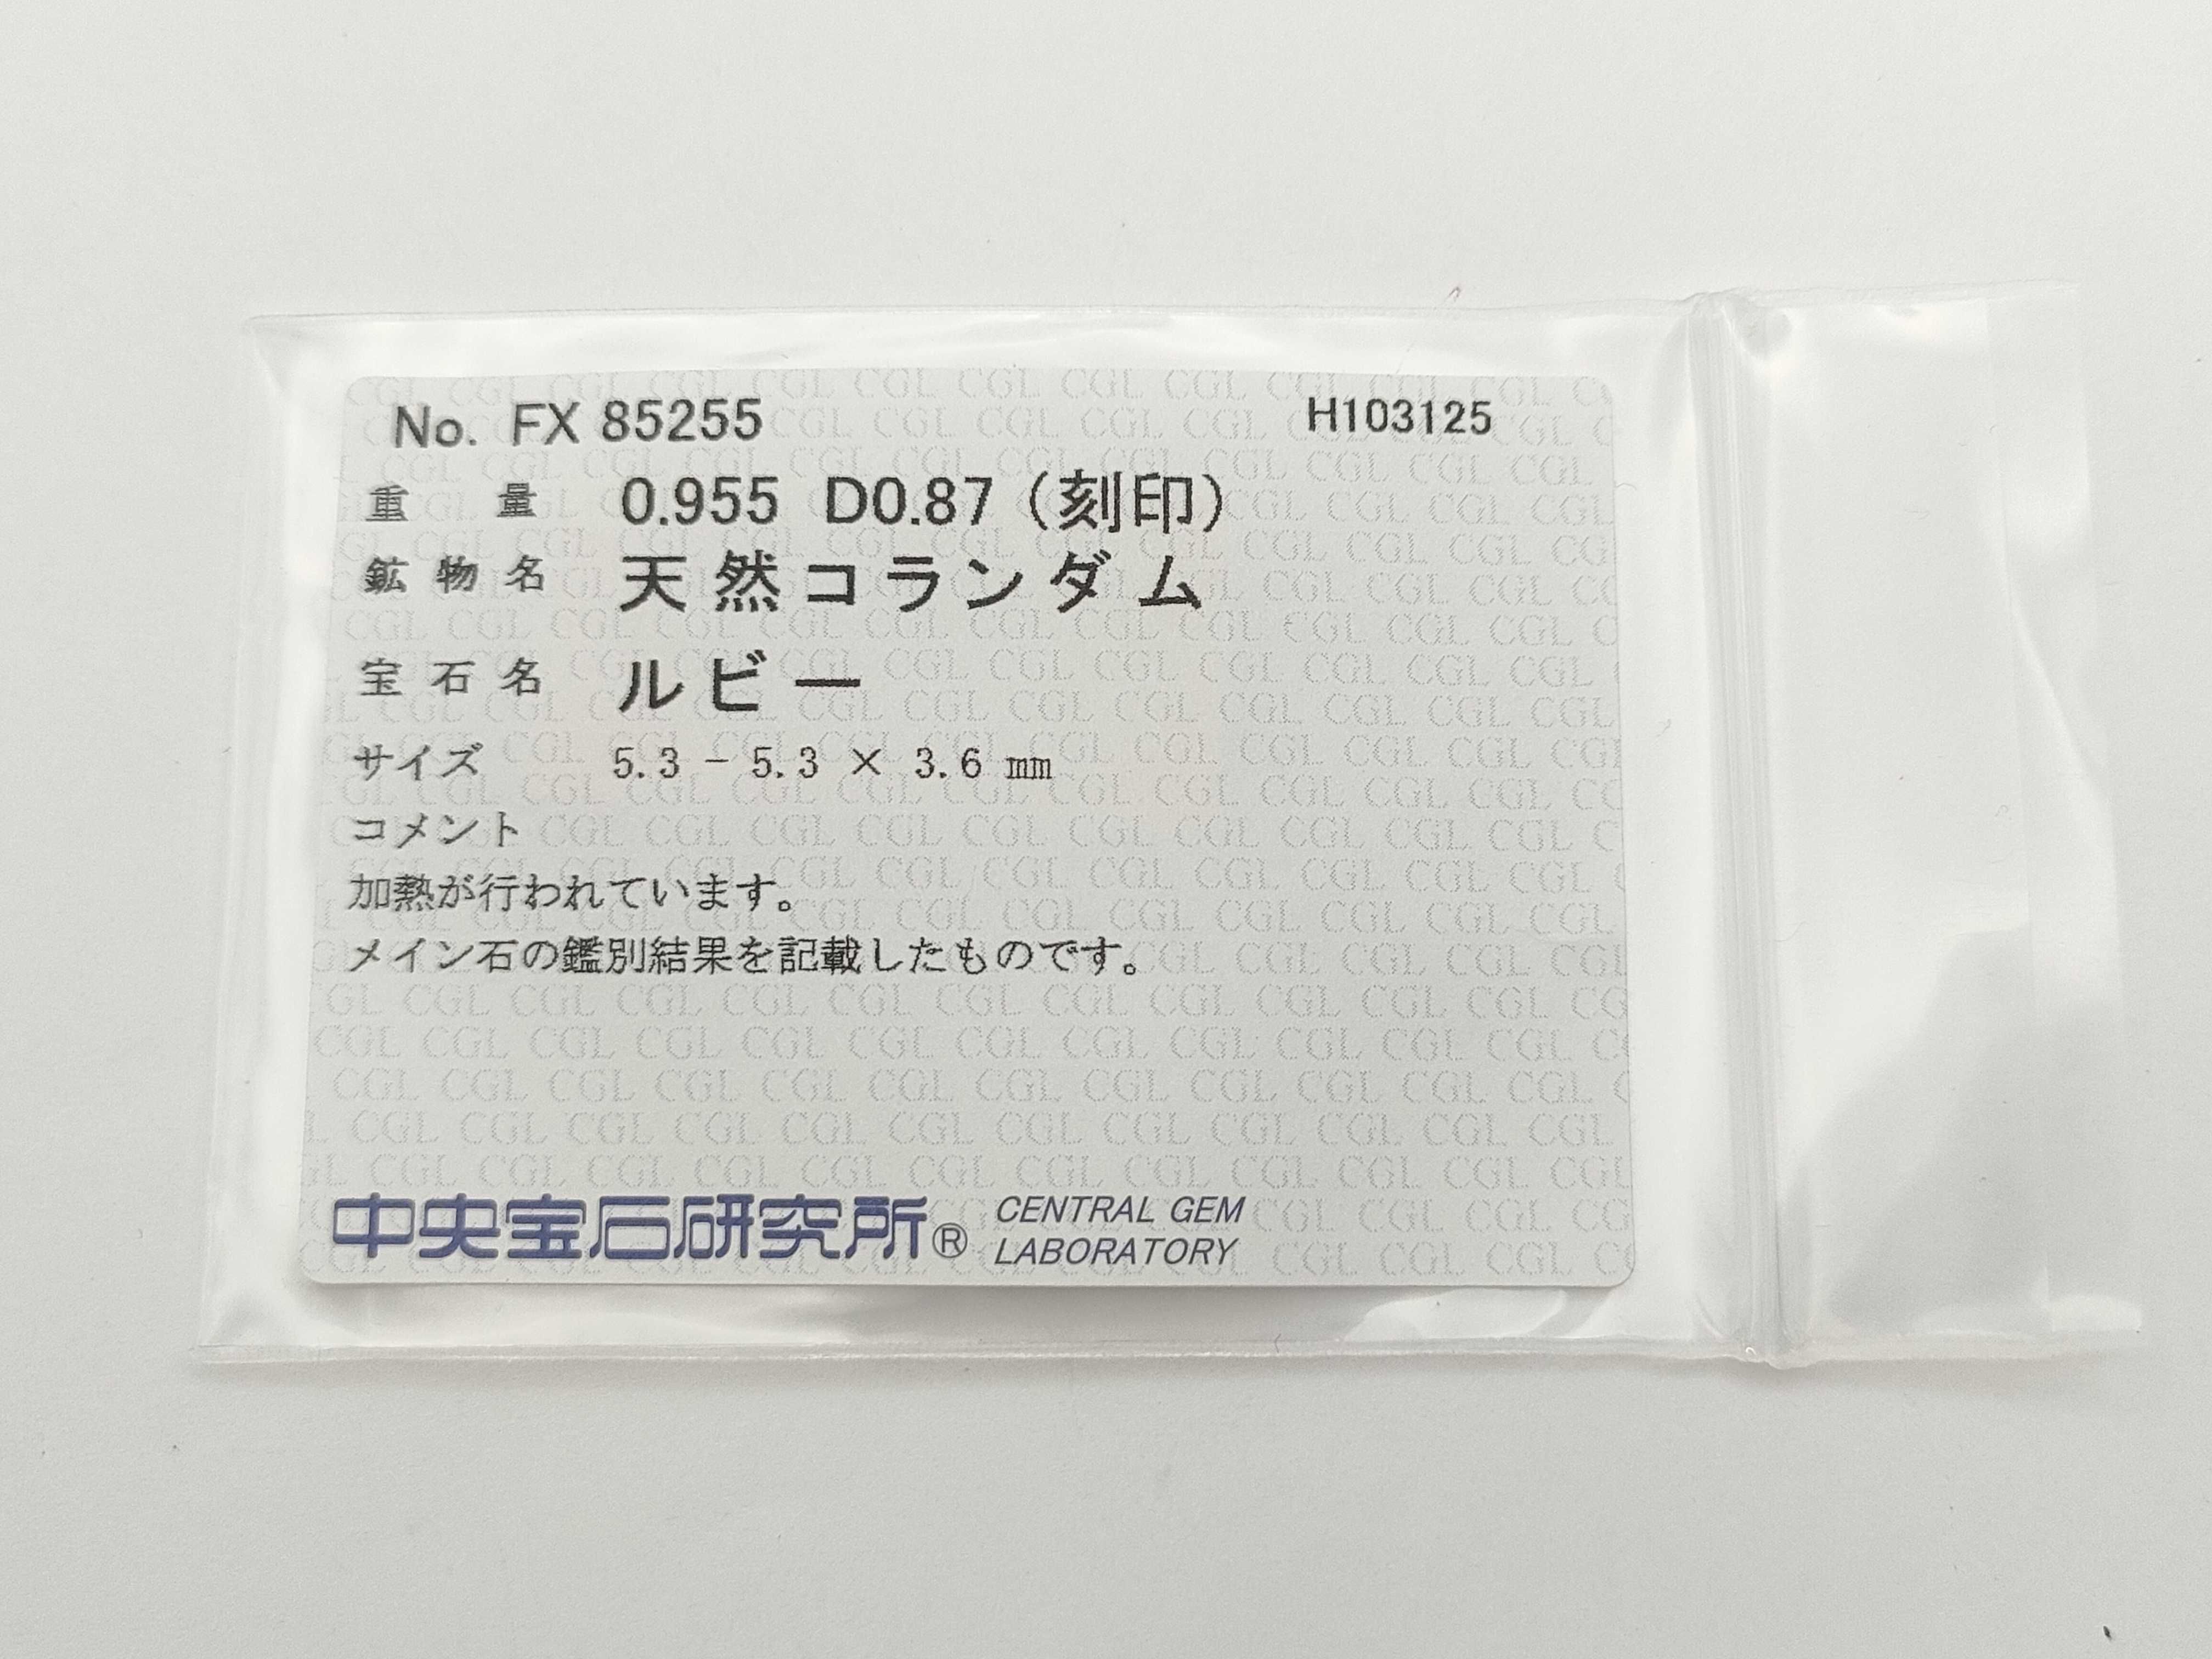 No. FX 85255 H103125
重量 0.955 D0.87 (刻印)
鉱物名 天然コランダム
宝石名 ルビー
サイズ 5.3 - 5.3 × 3.6 mm
コメント
加熱が行われています。
メイン石の鑑別結果を記載したものです。
中央宝石研究所® CENTRAL GEM
LABORATORY